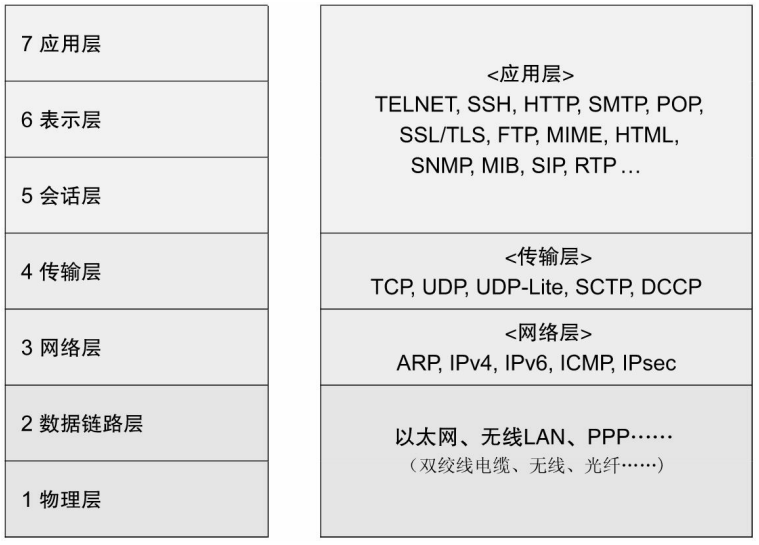 7 应用层
6 表示层
5 会话层
4 传输层
3 网络层
2 数据链路层
1 物理层
<应用层>
TELNET, SSH, HTTP, SMTP, POP,
SSL/TLS, FTP, MIME, HTML,
SNMP, MIB, SIP, RTP ...
<传输层>
TCP, UDP, UDP-Lite, SCTP, DCCP
<网络层>
ARP, IPv4, IPv6, ICMP, IPsec
以太网、无线LAN、PPP……
（双绞线电缆、无线、光纤……）